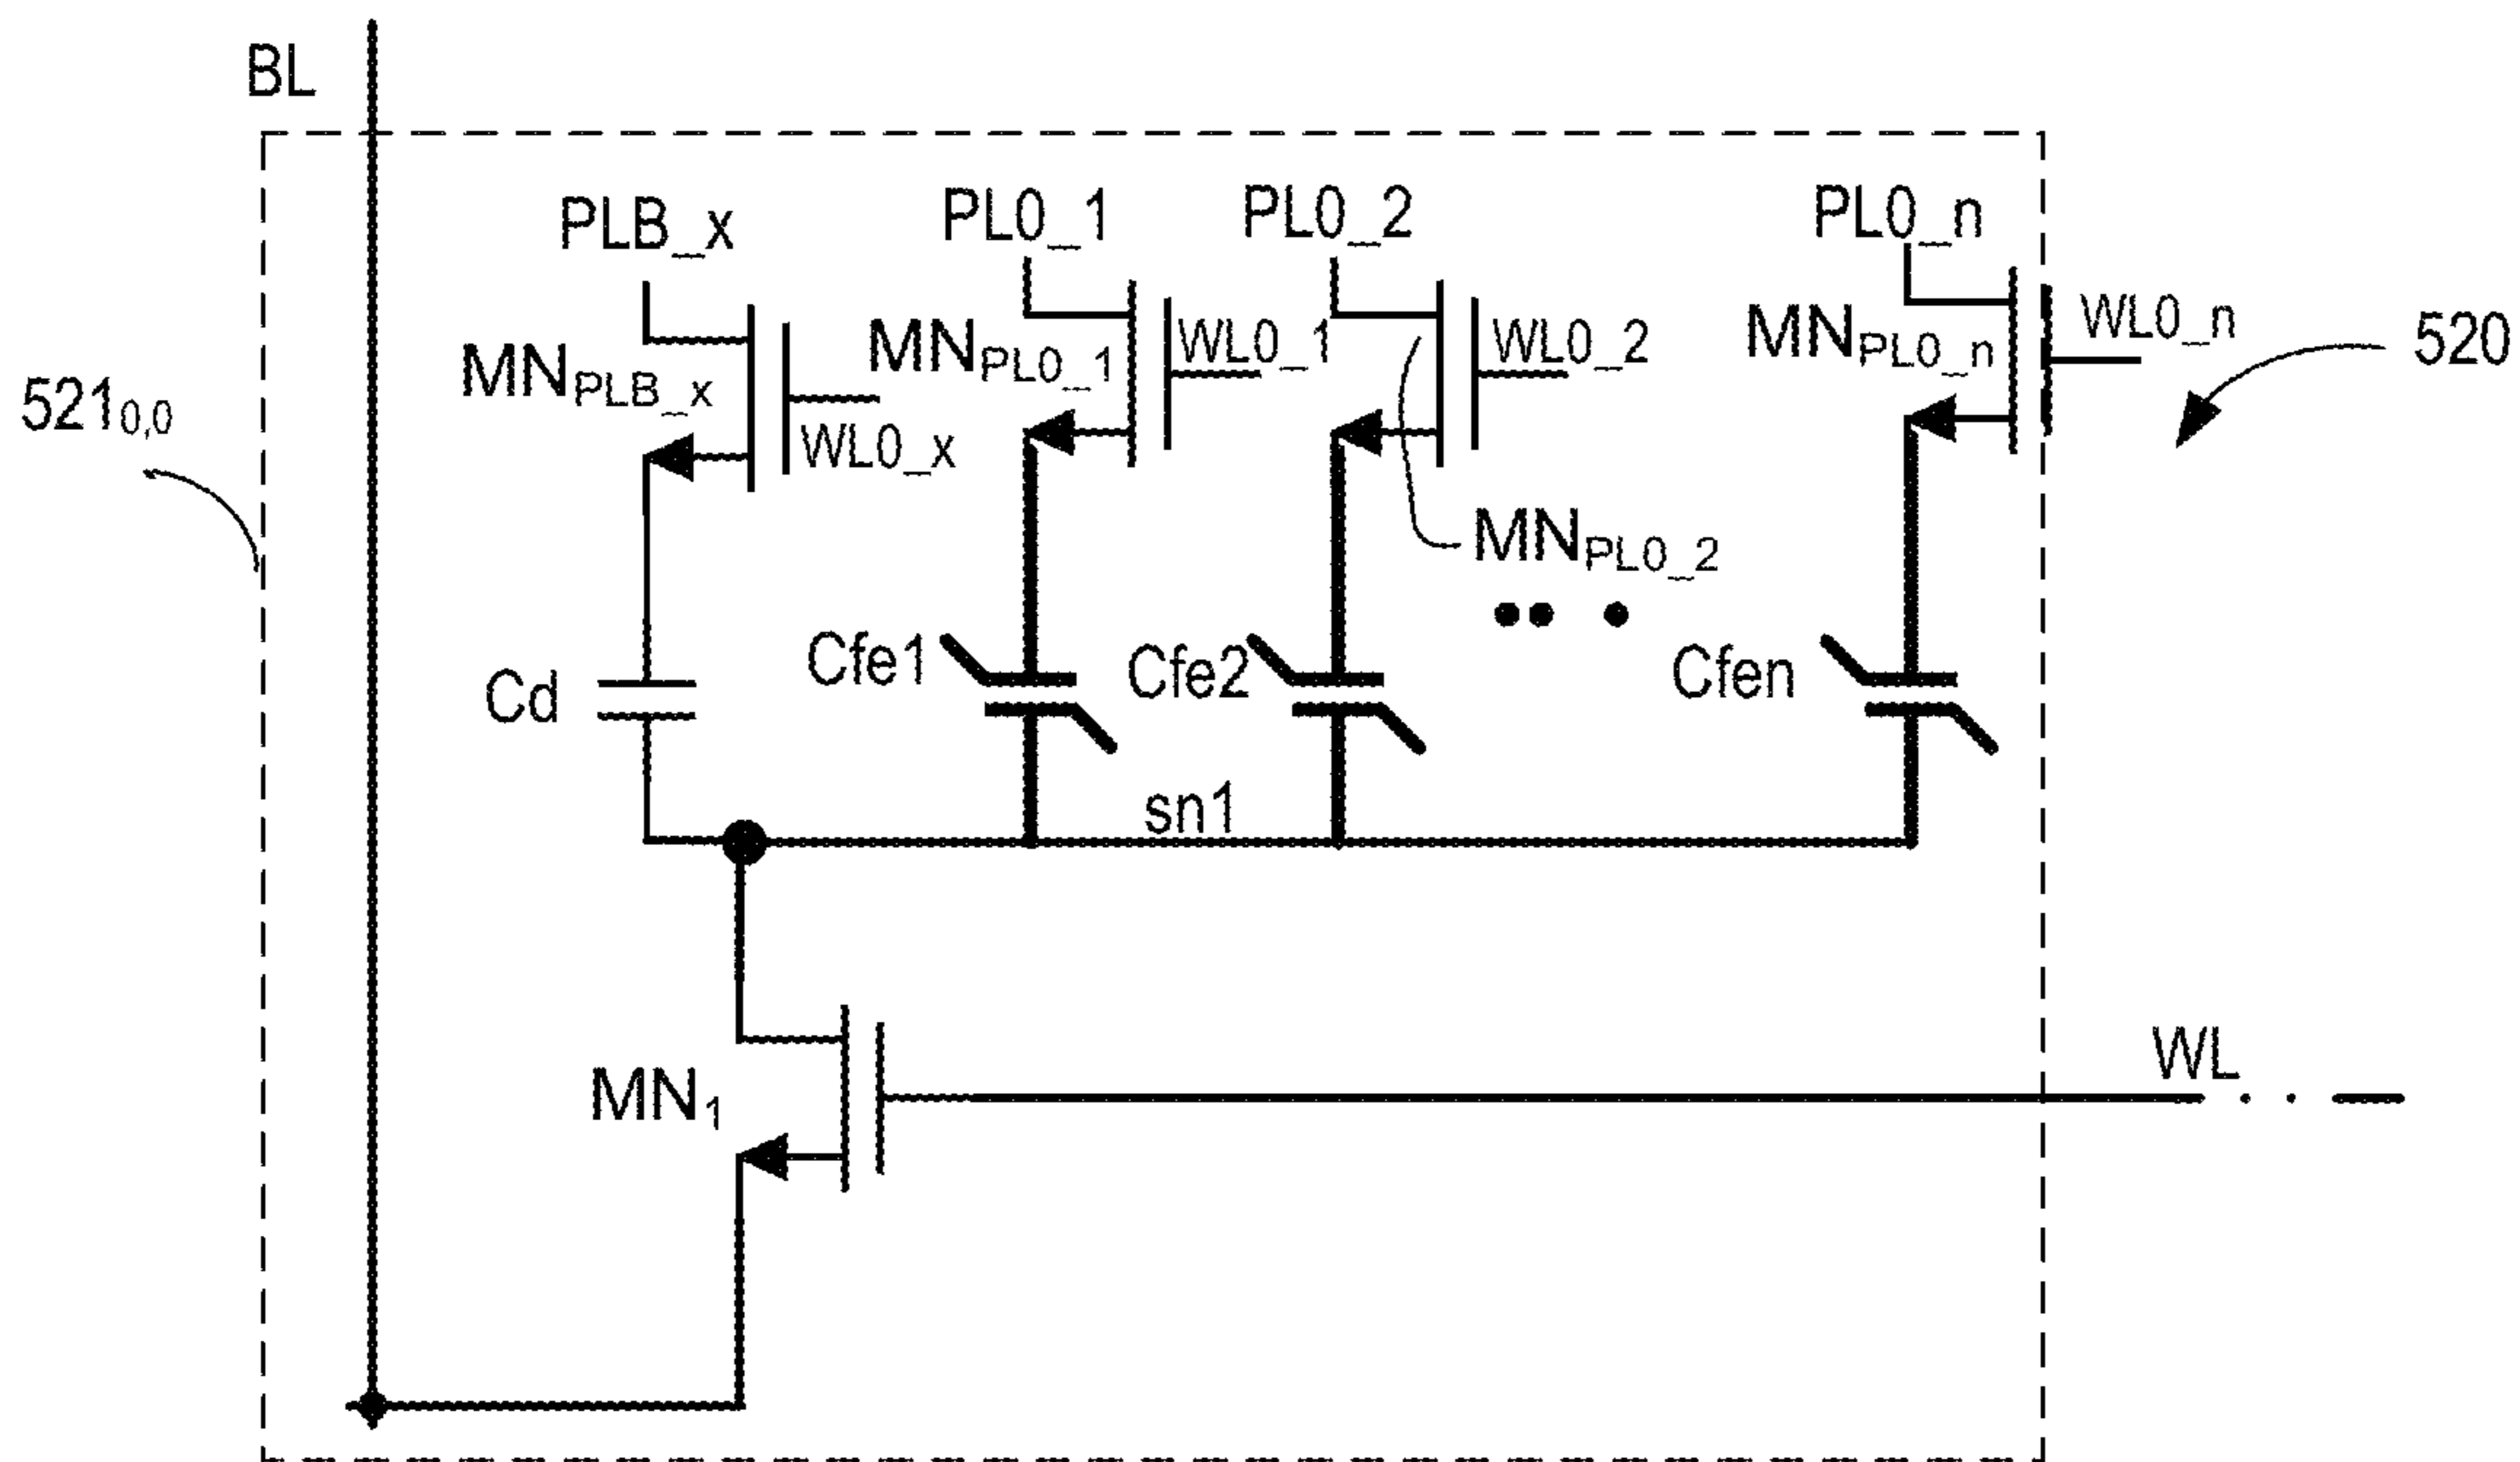 BL
PLB_x
PL0_1
PL0_2
PL0_n
MNPLB_x
WL0_x
MNPL0_1
WL0_1
WL0_2
MNPL0_2
MNPL0_n
WL0_n
520
5210,0
Cd
Cfe1
Cfe2
Cfen
sn1
MN1
WL